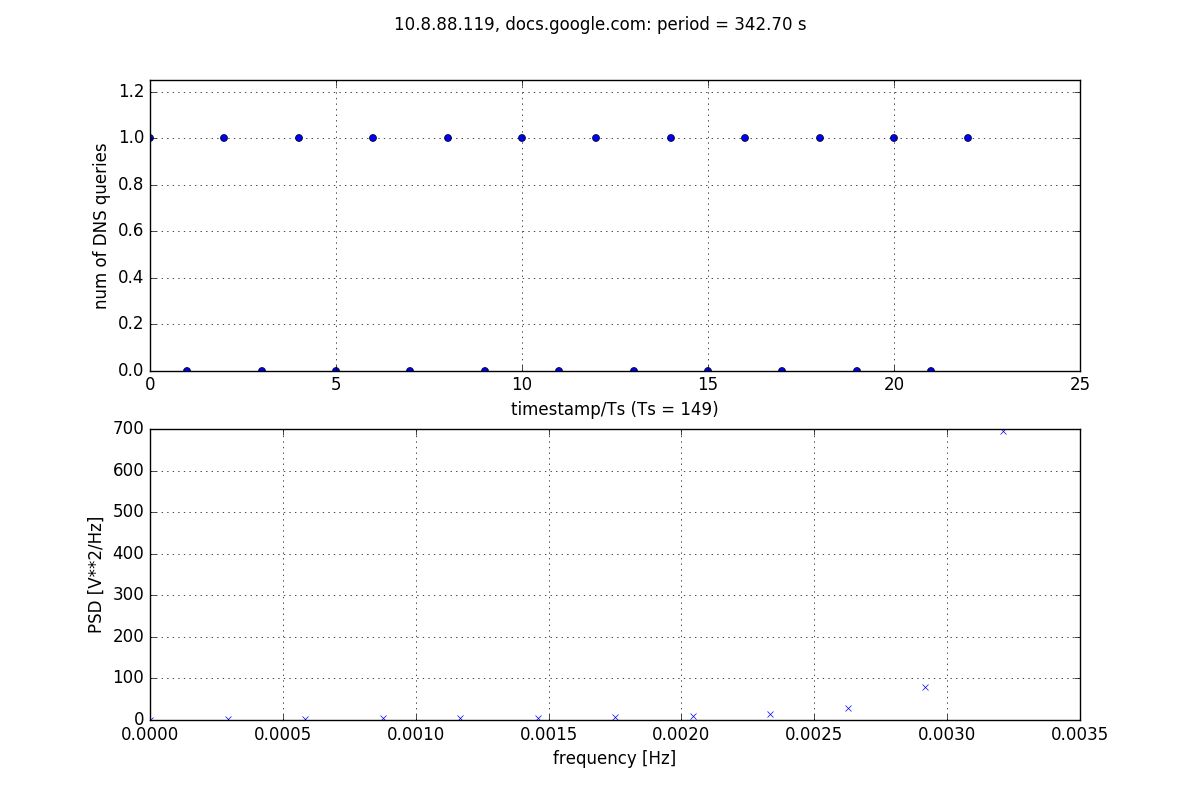 10.8.88.119, docs.google.com: period = 342.70 s
1.2
1.0
0.8
0.6
0.4
0.2
0.0
num of DNS queries
0 5 10 15 20 25
timestamp/Ts (Ts = 149)
700
600
500
400
300
200
100
0
PSD [V**2/Hz]
0.0000 0.0005 0.0010 0.0015 0.0020 0.0025 0.0030 0.0035
frequency [Hz]